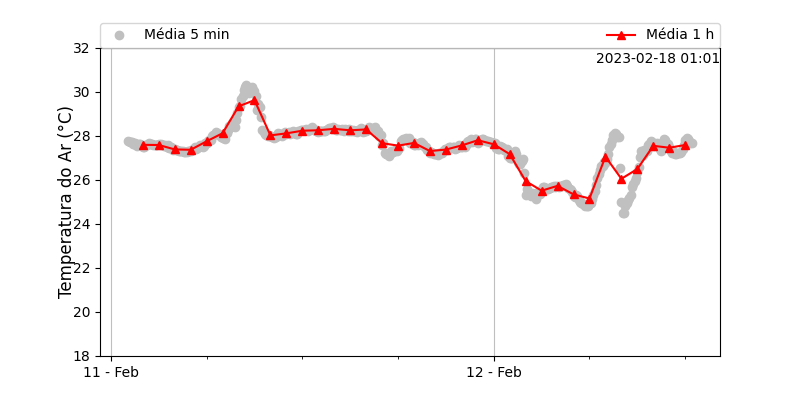 Média 5 min
Média 1 h
2023-02-18 01:01
Temperatura do Ar (°C)
32
30
28
26
24
22
20
18
11 - Feb
12 - Feb